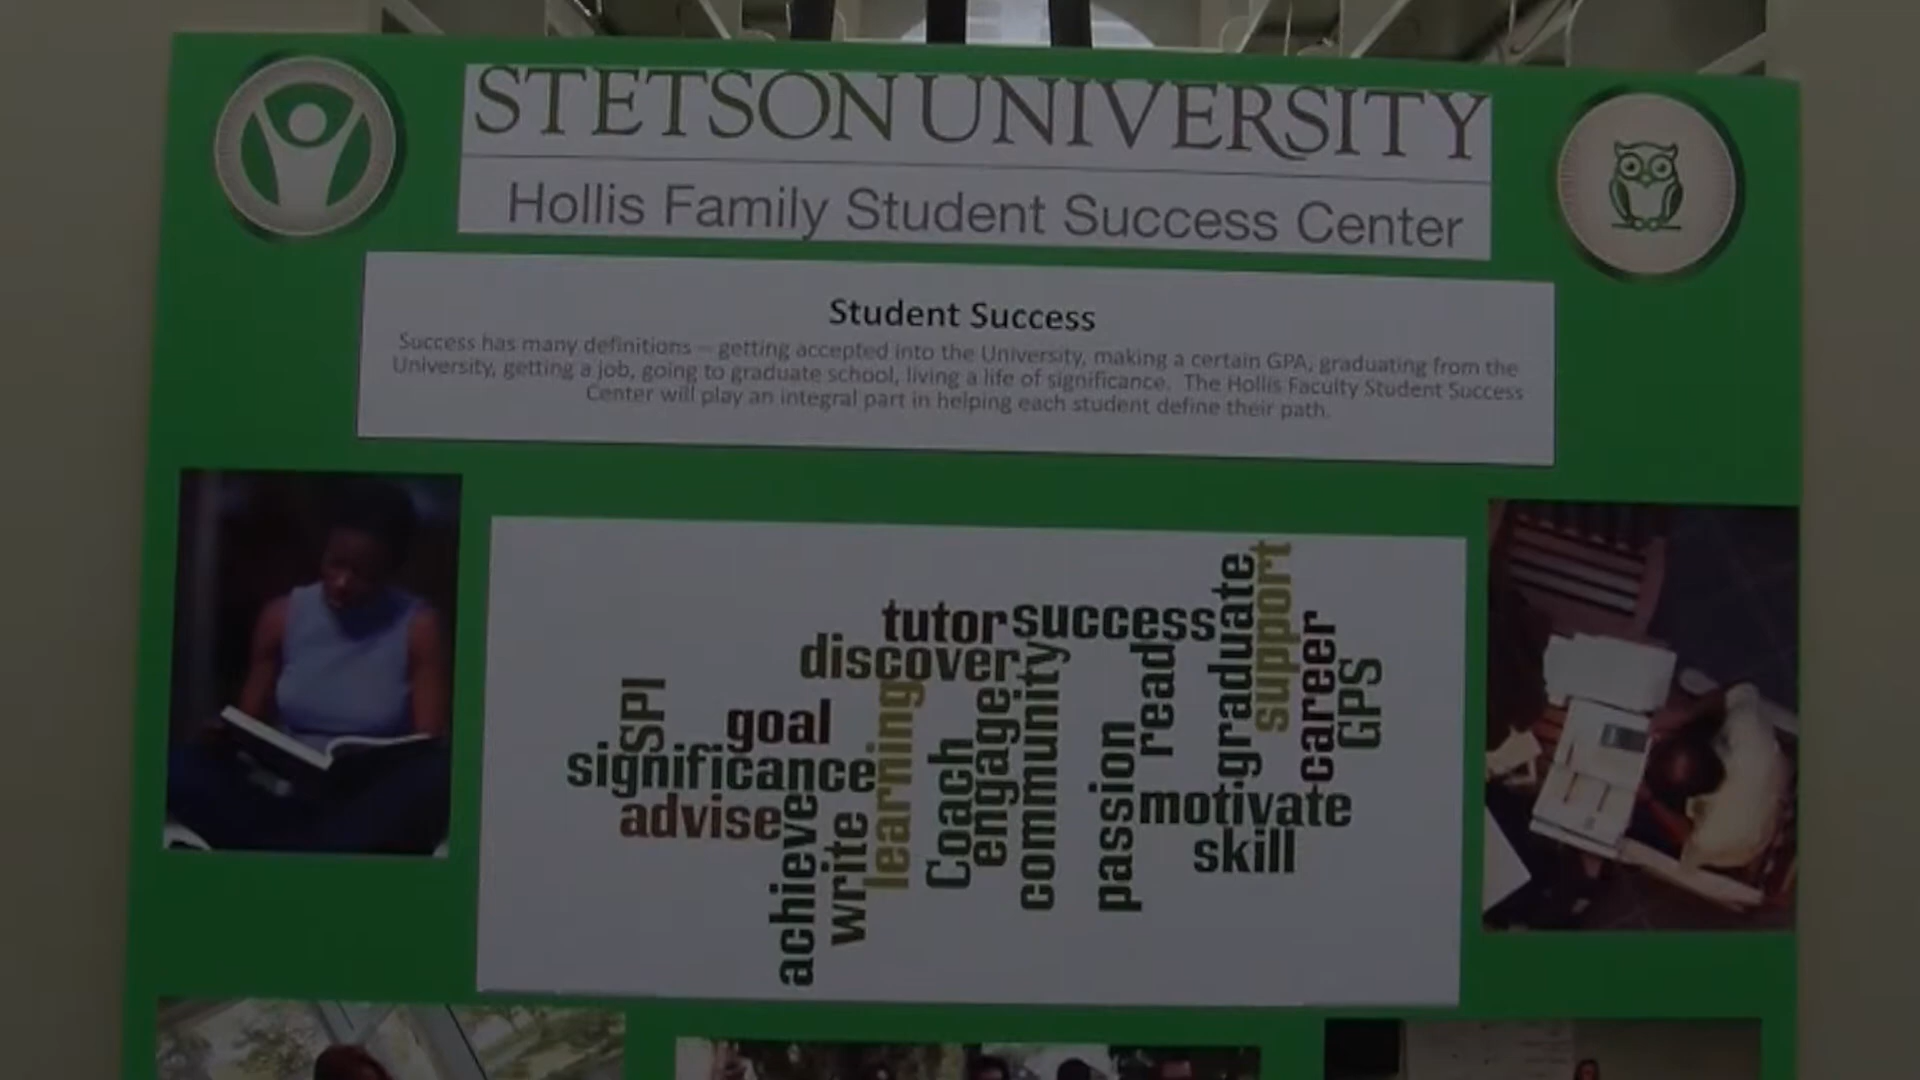 STETSON UNIVERSITY
Hollis Family Student Success Center
Student Success
Success has many definitions – getting accepted into the University, making a certain GPA, graduating from the
University, getting a job, going to graduate school, living a life of significance. The Hollis Faculty Student Success
Center will play an integral part in helping each student define their path.
tutor success
discover
graduate
support
career
GPS
read
community
engage
Coach
learning
SPI
goal
significance
advise
achieve
write
passion
motivate
skill